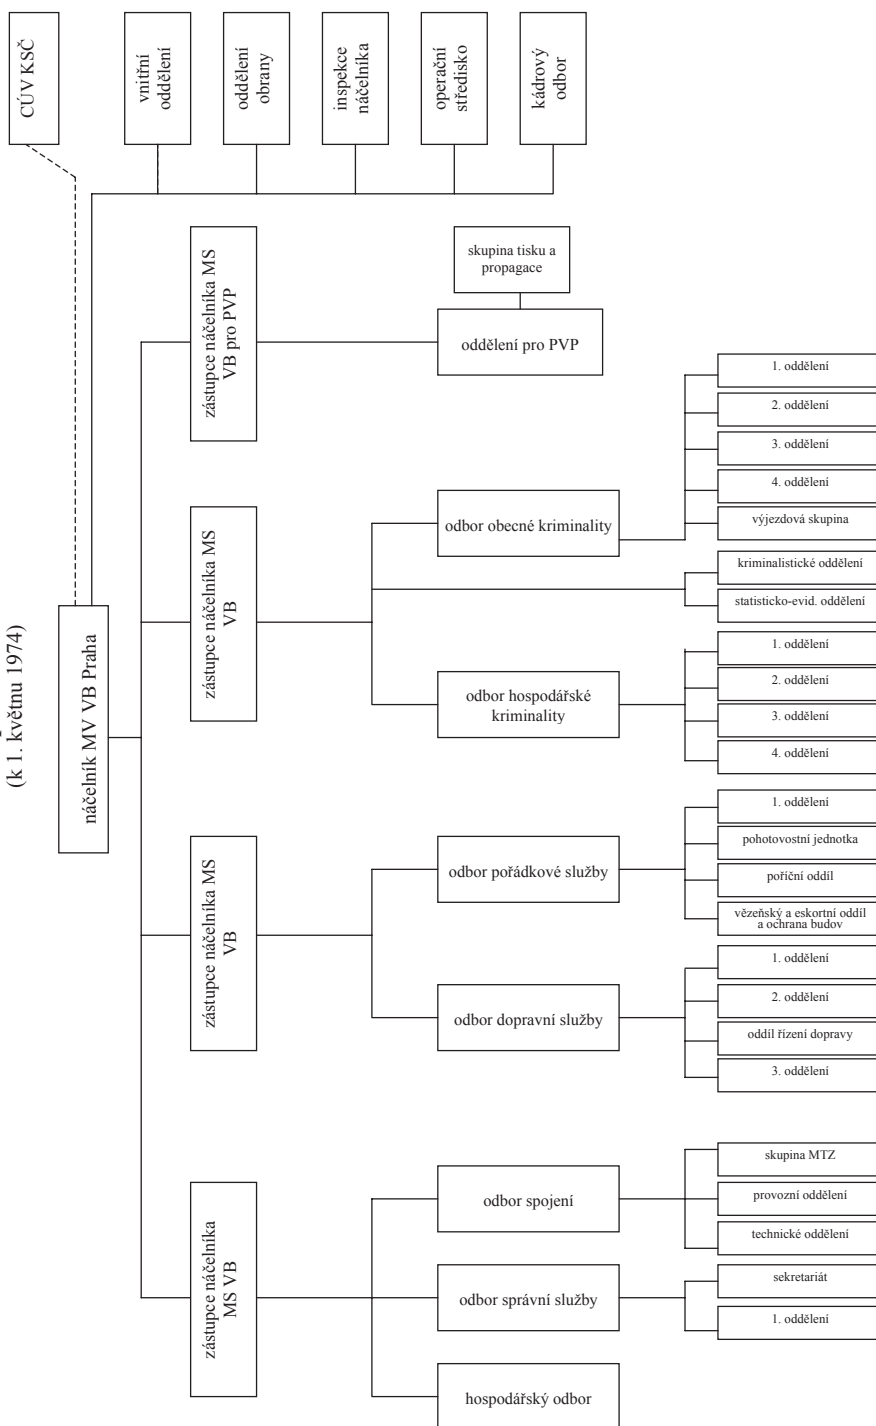 (k 1. květnu 1974)
CÚV KSČ
náčelník MV VB Praha
vnitřní
oddělení
oddělení
obrany
inspekce
náčelníka
operační
středisko
kádrový
odbor
zástupce náčelníka MS
VB pro PVP
zástupce náčelníka MS
VB
zástupce náčelníka MS
VB
zástupce náčelníka
MS VB
skupina tisku a
propagace
oddělení pro PVP
odbor obecné kriminality
1. oddělení
2. oddělení
3. oddělení
4. oddělení
výjezdová skupina
kriminalistické oddělení
statisticko-evid. oddělení
odbor hospodářské
kriminality
1. oddělení
2. oddělení
3. oddělení
4. oddělení
odbor pořádkové služby
1. oddělení
pohotovostní jednotka
poříční oddíl
vězeňský a eskortní oddíl
a ochrana budov
odbor dopravní služby
1. oddělení
2. oddělení
oddíl řízení dopravy
3. oddělení
odbor spojení
skupina MTZ
provozní oddělení
technické oddělení
odbor správní služby
sekretariát
1. oddělení
hospodářský odbor